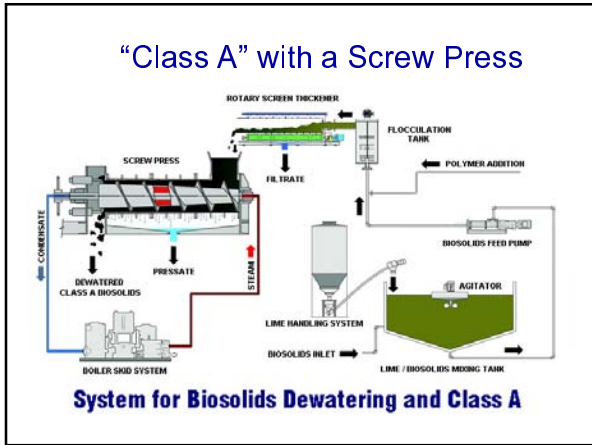 “Class A” with a Screw Press
ROTARY SCREEN THICKENER
FLOCCULATION
TANK
SCREW PRESS
POLYMER ADDITION
FILTRATE
BIOSOLIDS FEED PUMP
CONDENSATE
STEAM
DEWATERED
CLASS A BIOSOLIDS
PRESSATE
AGITATOR
LIME HANDLING SYSTEM
BIOSOLIDS INLET
BOILER SKID SYSTEM
LIME / BIOSOLIDS MIXING TANK
System for Biosolids Dewatering and Class A